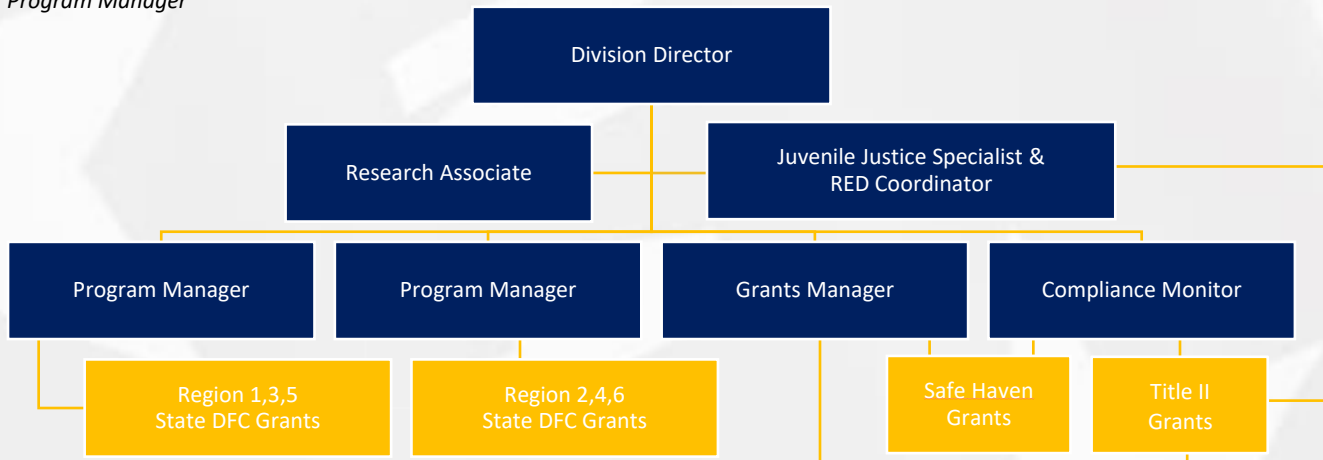 Program Manager
Division Director
Research Associate
Juvenile Justice Specialist &
RED Coordinator
Program Manager
Program Manager
Grants Manager
Compliance Monitor
Region 1,3,5
State DFC Grants
Region 2,4,6
State DFC Grants
Safe Haven
Grants
Title II
Grants